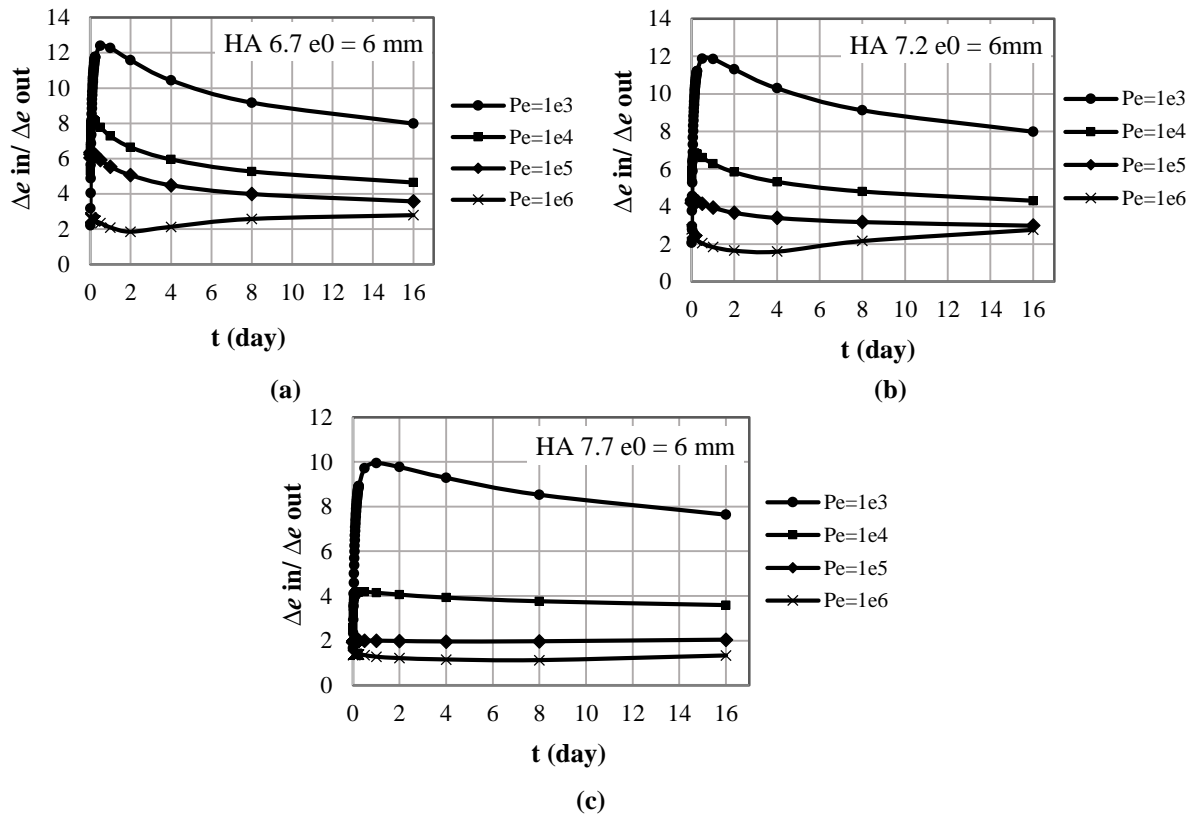 14
12
10
8
6
4
2
0
Δe in/ Δe out
HA 6.7 e0 = 6 mm
Pe=1e3
Pe=1e4
Pe=1e5
Pe=1e6
0 2 4 6 8 10 12 14 16
t (day)
(a)
14
12
10
8
6
4
2
0
Δe in/ Δe out
HA 7.2 e0 = 6mm
Pe=1e3
Pe=1e4
Pe=1e5
Pe=1e6
0 2 4 6 8 10 12 14 16
t (day)
(b)
12
10
8
6
4
2
0
Δe in/ Δe out
HA 7.7 e0 = 6 mm
Pe=1e3
Pe=1e4
Pe=1e5
Pe=1e6
0 2 4 6 8 10 12 14 16
t (day)
(c)